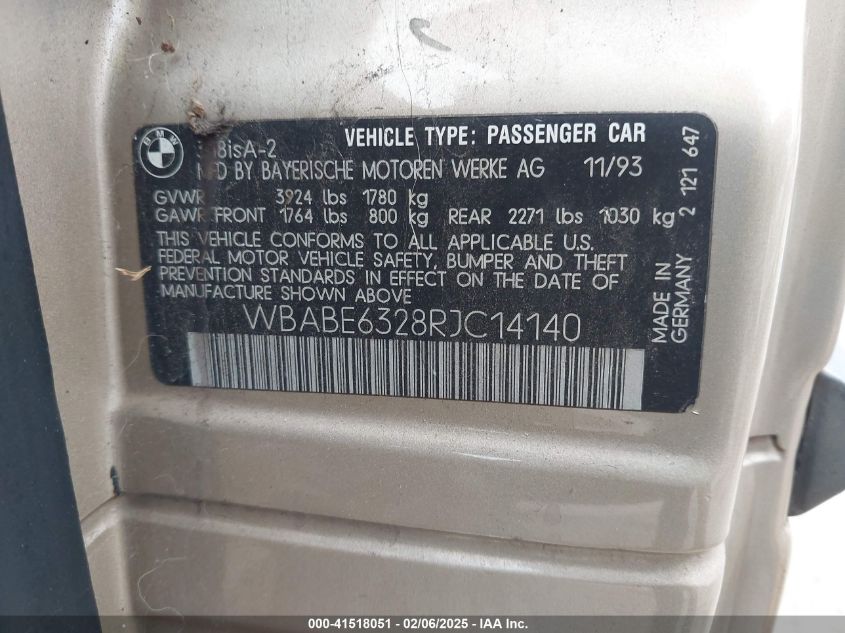 BMW
VEHICLE TYPE: PASSENGER CAR
BY BAYERISCHE MOTOREN WERKE AG 11/93
GVWR 3924 lbs 1780 kg
GAWR FRONT 1764 lbs 800 kg REAR 2271 lbs 1030 kg
THIS VEHICLE CONFORMS TO ALL APPLICABLE U.S.
FEDERAL MOTOR VEHICLE SAFETY, BUMPER AND THEFT
PREVENTION STANDARDS IN EFFECT ON THE DATE OF
MANUFACTURE SHOWN ABOVE
WBABE6328RJC14140
MADE IN
GERMANY
2 121 647
000-41518051 - 02/06/2025 - IAA Inc.